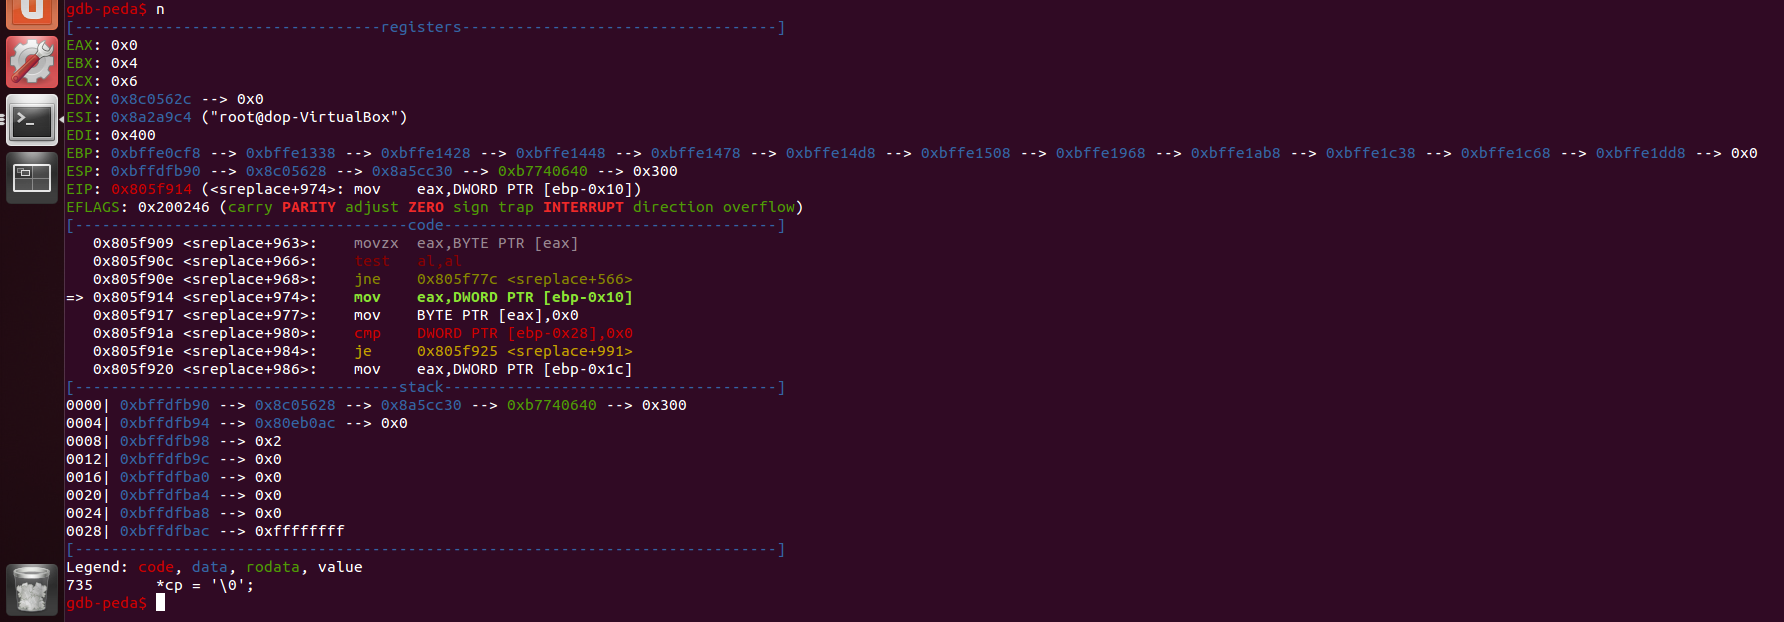 gdb-peda$ n
[----------------------------------registers-----------------------------------]
EAX: 0x0
EBX: 0x4
ECX: 0x6
EDX: 0x8c0562c --> 0x0
ESI: 0x8a2a9c4 ("root@dop-VirtualBox")
EDI: 0x400
EBP: 0xbffe0cf8 --> 0xbffe1338 --> 0xbffe1428 --> 0xbffe1448 --> 0xbffe1478 --> 0xbffe14d8 --> 0xbffe1508 --> 0xbffe1968 --> 0xbffe1ab8 --> 0xbffe1c38 --> 0xbffe1c68 --> 0xbffe1dd8 --> 0x0
ESP: 0xbffdfb90 --> 0x8c05628 --> 0x8a5cc30 --> 0xb7740640 --> 0x300
EIP: 0x805f914 (<sreplace+974>: mov    eax,DWORD PTR [ebp-0x10])
EFLAGS: 0x200246 (carry PARITY adjust ZERO sign trap INTERRUPT direction overflow)
[-------------------------------------code-------------------------------------]
   0x805f909 <sreplace+963>:    movzx  eax,BYTE PTR [eax]
   0x805f90c <sreplace+966>:    test   al,al
   0x805f90e <sreplace+968>:    jne    0x805f77c <sreplace+566>
=> 0x805f914 <sreplace+974>:    mov    eax,DWORD PTR [ebp-0x10]
   0x805f917 <sreplace+977>:    mov    BYTE PTR [eax],0x0
   0x805f91a <sreplace+980>:    cmp    DWORD PTR [ebp-0x28],0x0
   0x805f91e <sreplace+984>:    je     0x805f925 <sreplace+991>
   0x805f920 <sreplace+986>:    mov    eax,DWORD PTR [ebp-0x1c]
[------------------------------------stack-------------------------------------]
0000| 0xbffdfb90 --> 0x8c05628 --> 0x8a5cc30 --> 0xb7740640 --> 0x300
0004| 0xbffdfb94 --> 0x80eb0ac --> 0x0
0008| 0xbffdfb98 --> 0x2
0012| 0xbffdfb9c --> 0x0
0016| 0xbffdfba0 --> 0x0
0020| 0xbffdfba4 --> 0x0
0024| 0xbffdfba8 --> 0x0
0028| 0xbffdfbac --> 0xffffffff
[------------------------------------------------------------------------------]
Legend: code, data, rodata, value
735       *cp = '\0';
gdb-peda$